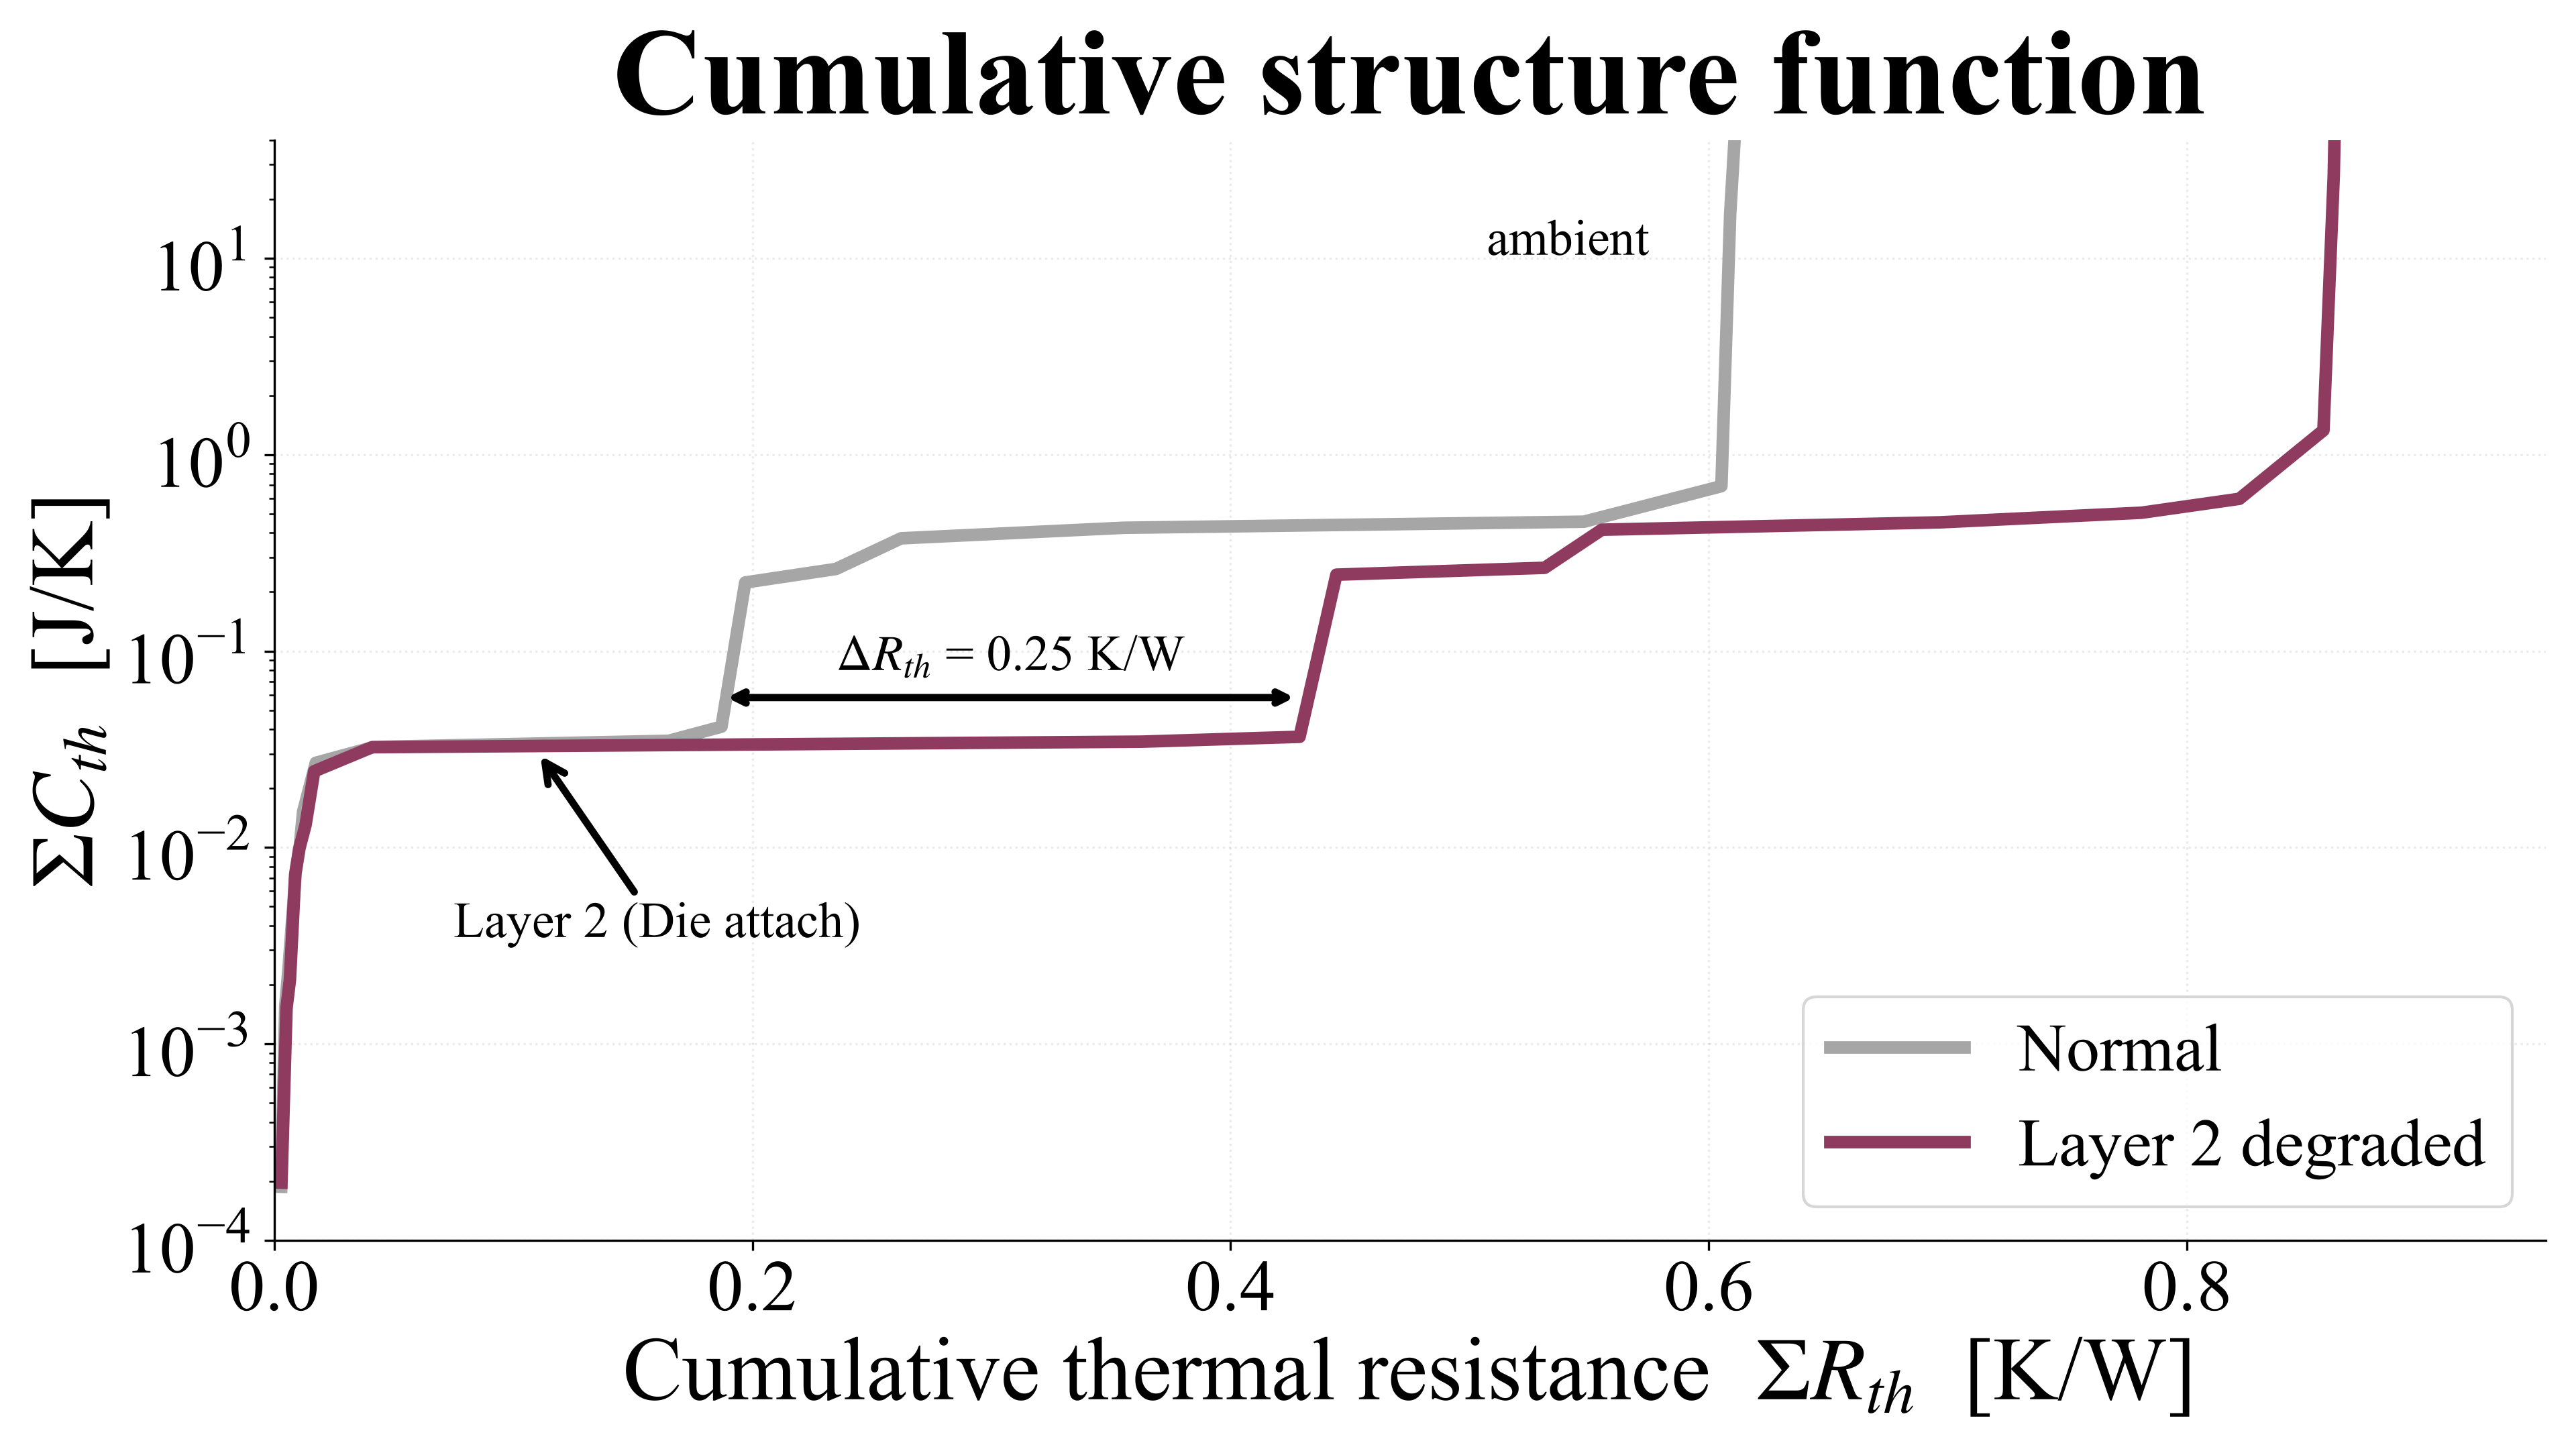 Cumulative structure function
ΣC_th [J/K]
10^1
10^0
10^−1
10^−2
10^−3
10^−4
ambient
ΔR_th = 0.25 K/W
Layer 2 (Die attach)
Normal
Layer 2 degraded
0.0 0.2 0.4 0.6 0.8
Cumulative thermal resistance ΣR_th [K/W]